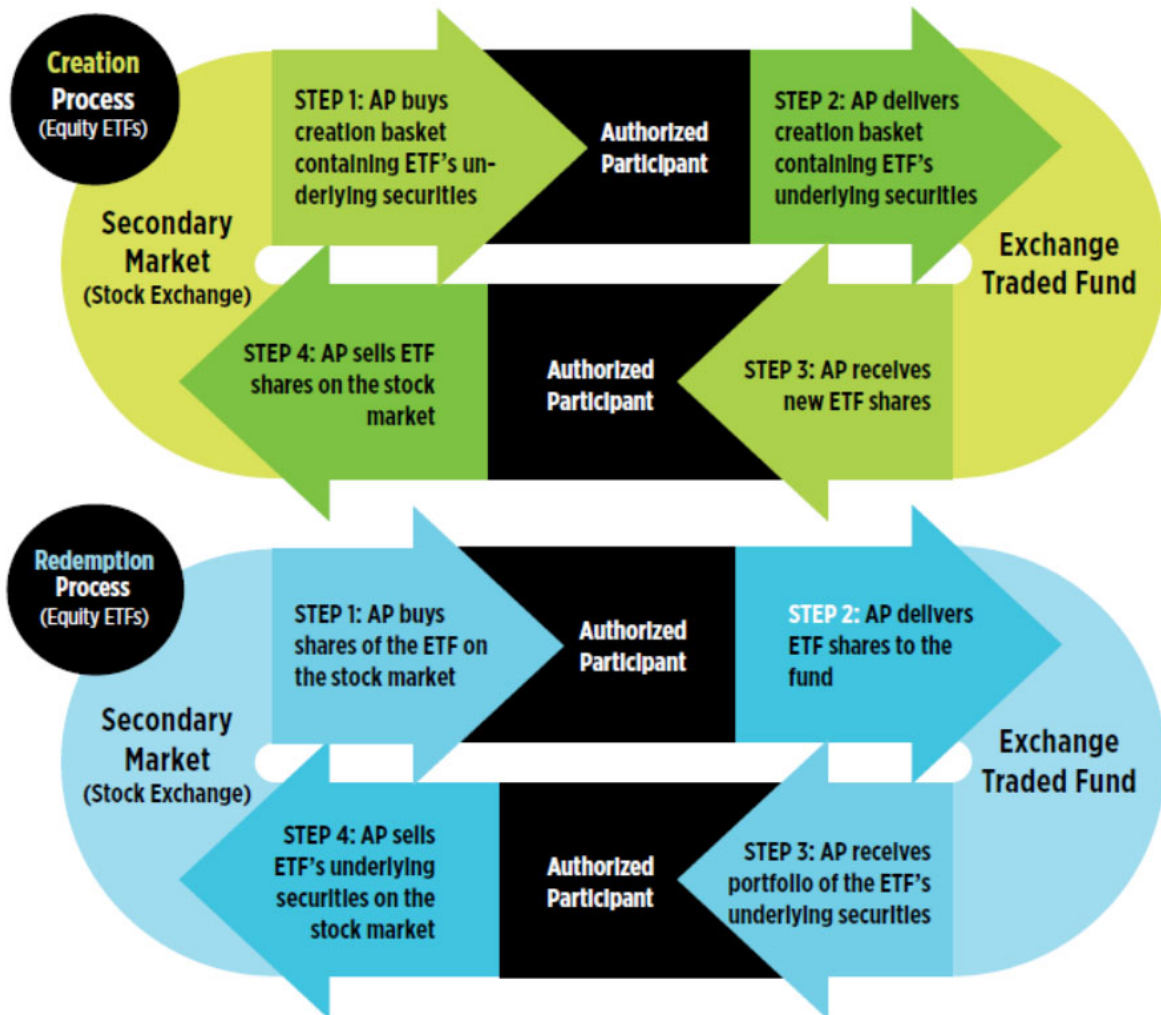 Creation
Process
(Equity ETFs)
STEP 1: AP buys
creation basket
containing ETF's un-
derlying securities
Authorized
Participant
STEP 2: AP delivers
creation basket
containing ETF's
underlying securities
Secondary
Market
(Stock Exchange)
Exchange
Traded Fund
STEP 4: AP sells ETF
shares on the stock
market
Authorized
Participant
STEP 3: AP receives
new ETF shares
Redemption
Process
(Equity ETFs)
STEP 1: AP buys
shares of the ETF on
the stock market
Authorized
Participant
STEP 2: AP delivers
ETF shares to the
fund
Secondary
Market
(Stock Exchange)
Exchange
Traded Fund
STEP 4: AP sells
ETF's underlying
securities on the
stock market
Authorized
Participant
STEP 3: AP receives
portfolio of the ETF's
underlying securities